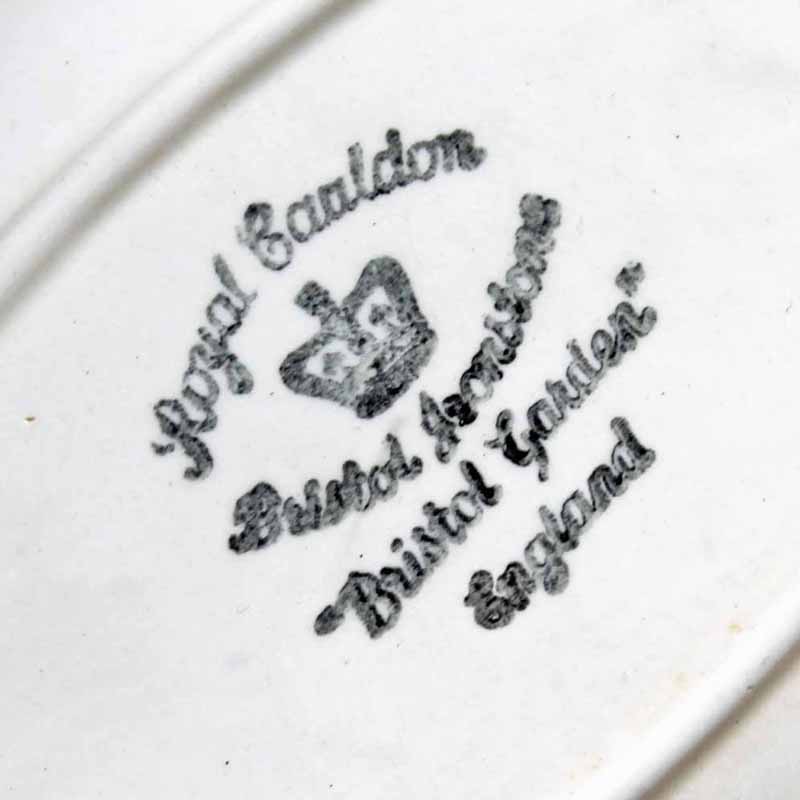 Royal Cauldon
Bristol Ironstone
"Bristol Garden"
England